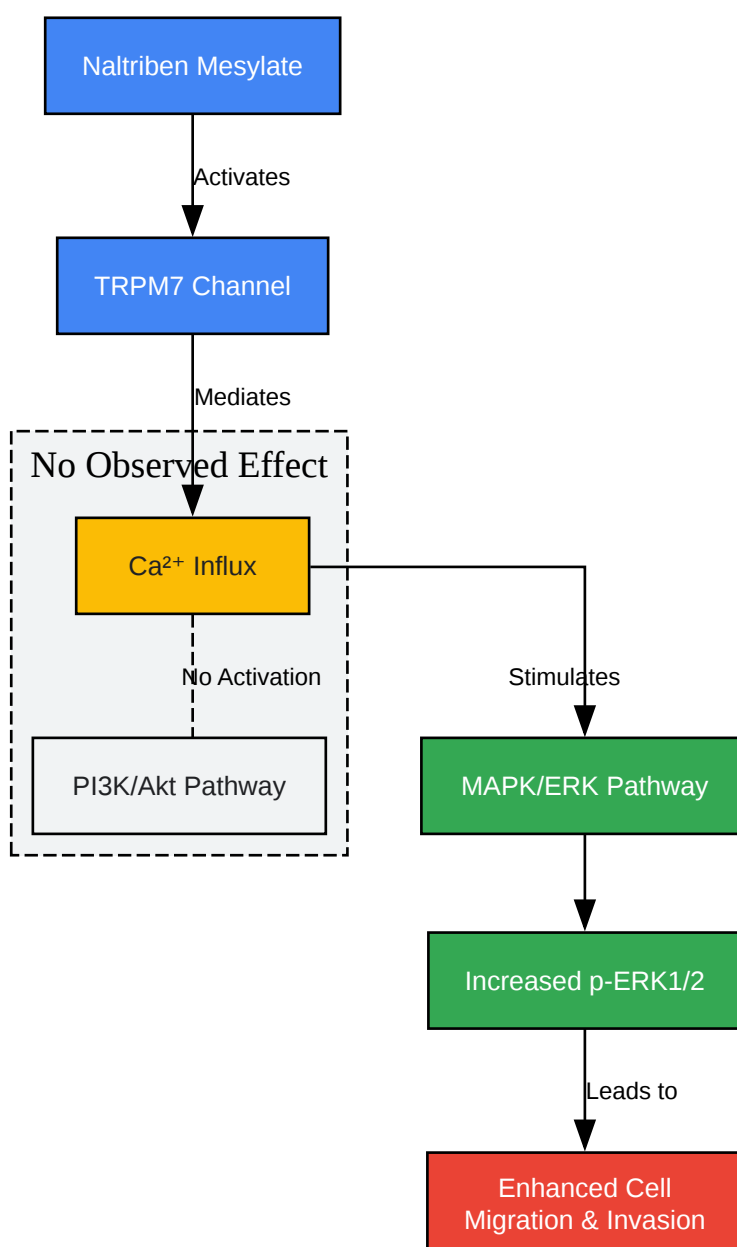 Naltriben Mesylate
Activates
TRPM7 Channel
Mediates
No Observed Effect
Ca²⁺ Influx
No Activation
Stimulates
PI3K/Akt Pathway
MAPK/ERK Pathway
Increased p-ERK1/2
Leads to
Enhanced Cell
Migration & Invasion